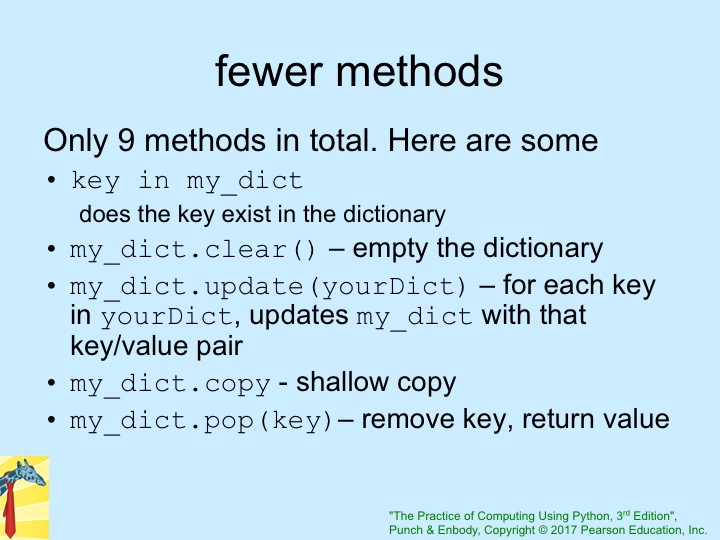 fewer methods
Only 9 methods in total. Here are some
• key in my_dict
does the key exist in the dictionary
• my_dict.clear() – empty the dictionary
• my_dict.update(yourDict) – for each key
in yourDict, updates my_dict with that
key/value pair
• my_dict.copy - shallow copy
• my_dict.pop(key)– remove key, return value
"The Practice of Computing Using Python, 3rd Edition",
Punch & Enbody, Copyright © 2017 Pearson Education, Inc.